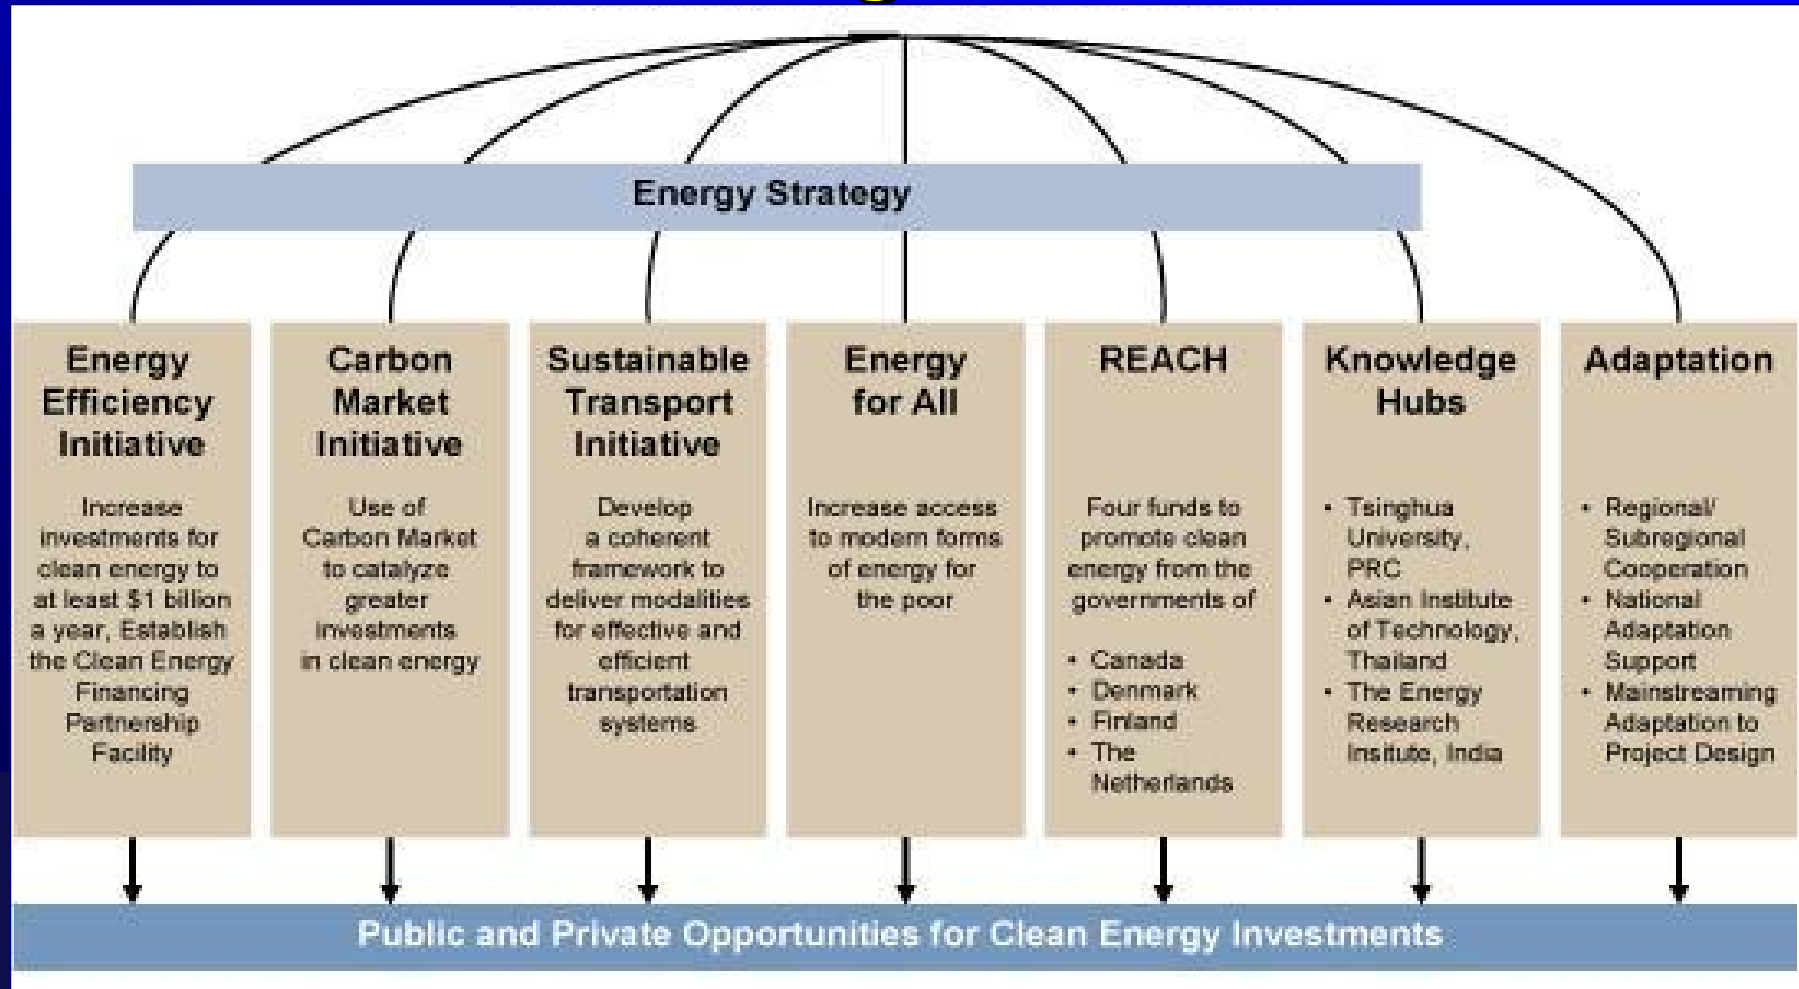 Energy Strategy
Energy
Efficiency
Initiative
Increase
investments for
clean energy to
at least $1 billion
a year, Establish
the Clean Energy
Financing
Partnership
Facility
Carbon
Market
Initiative
Use of
Carbon Market
to catalyze
greater
investments
in clean energy
Sustainable
Transport
Initiative
Develop
a coherent
framework to
deliver modalities
for effective and
efficient
transportation
systems
Energy
for All
Increase access
to modern forms
of energy for
the poor
REACH
Four funds to
promote clean
energy from the
governments of
• Canada
• Denmark
• Finland
• The
Netherlands
Knowledge
Hubs
• Tsinghua
University,
PRC
• Asian Institute
of Technology,
Thailand
• The Energy
Research
Insitute, India
Adaptation
• Regional/
Subregional
Cooperation
• National
Adaptation
Support
• Mainstreaming
Adaptation to
Project Design
Public and Private Opportunities for Clean Energy Investments